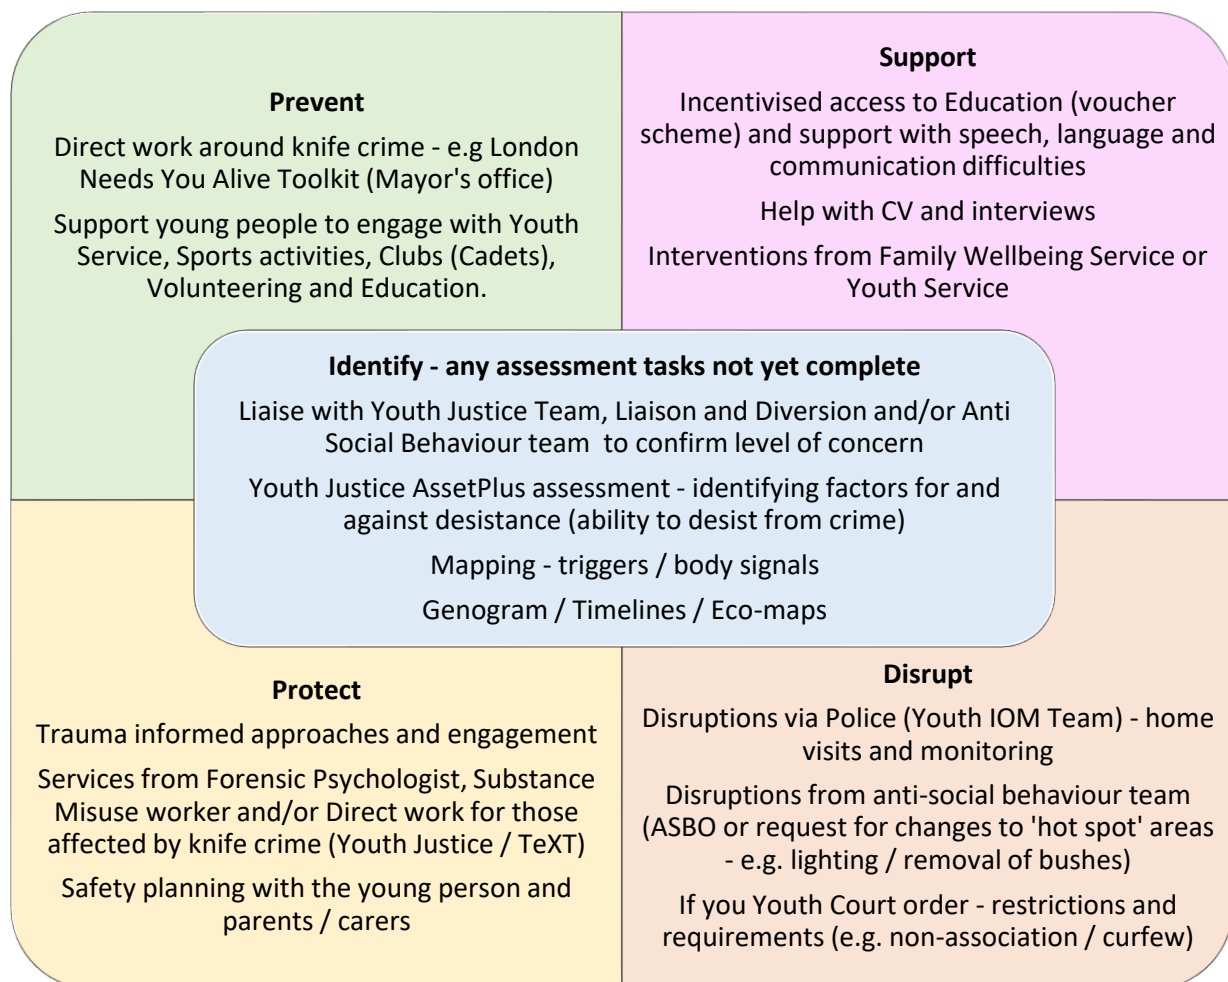 Prevent
Direct work around knife crime - e.g London
Needs You Alive Toolkit (Mayor's office)
Support young people to engage with Youth
Service, Sports activities, Clubs (Cadets),
Volunteering and Education.
Support
Incentivised access to Education (voucher
scheme) and support with speech, language and
communication difficulties
Help with CV and interviews
Interventions from Family Wellbeing Service or
Youth Service
Identify - any assessment tasks not yet complete
Liaise with Youth Justice Team, Liaison and Diversion and/or Anti
Social Behaviour team  to confirm level of concern
Youth Justice AssetPlus assessment - identifying factors for and
against desistance (ability to desist from crime)
Mapping - triggers / body signals
Genogram / Timelines / Eco-maps
Protect
Trauma informed approaches and engagement
Services from Forensic Psychologist, Substance
Misuse worker and/or Direct work for those
affected by knife crime (Youth Justice / TeXT)
Safety planning with the young person and
parents / carers
Disrupt
Disruptions via Police (Youth IOM Team) - home
visits and monitoring
Disruptions from anti-social behaviour team
(ASBO or request for changes to 'hot spot' areas
- e.g. lighting / removal of bushes)
If you Youth Court order - restrictions and
requirements (e.g. non-association / curfew)